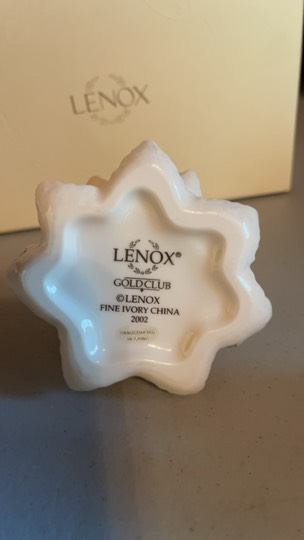 LENOX
LENOX®
GOLD CLUB
©LENOX
FINE IVORY CHINA
2002